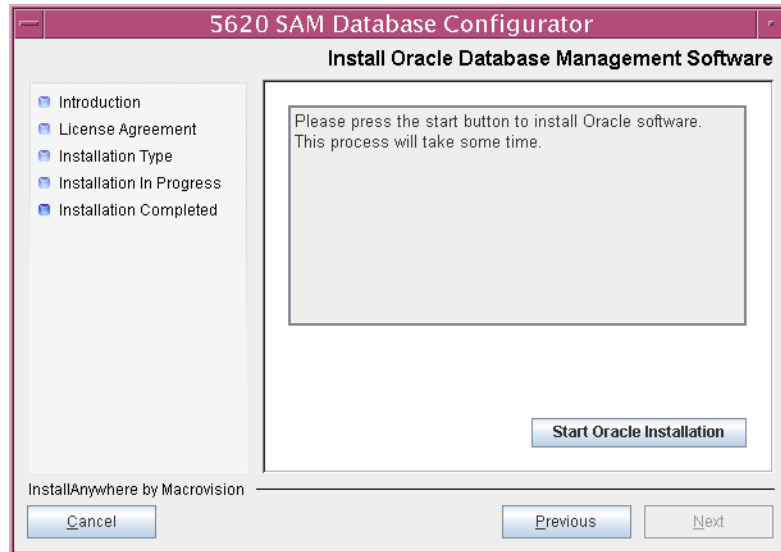 5620 SAM Database Configurator
Install Oracle Database Management Software
Introduction
License Agreement
Installation Type
Installation In Progress
Installation Completed
Please press the start button to install Oracle software.
This process will take some time.
Start Oracle Installation
InstallAnywhere by Macrovision
Cancel
Previous
Next